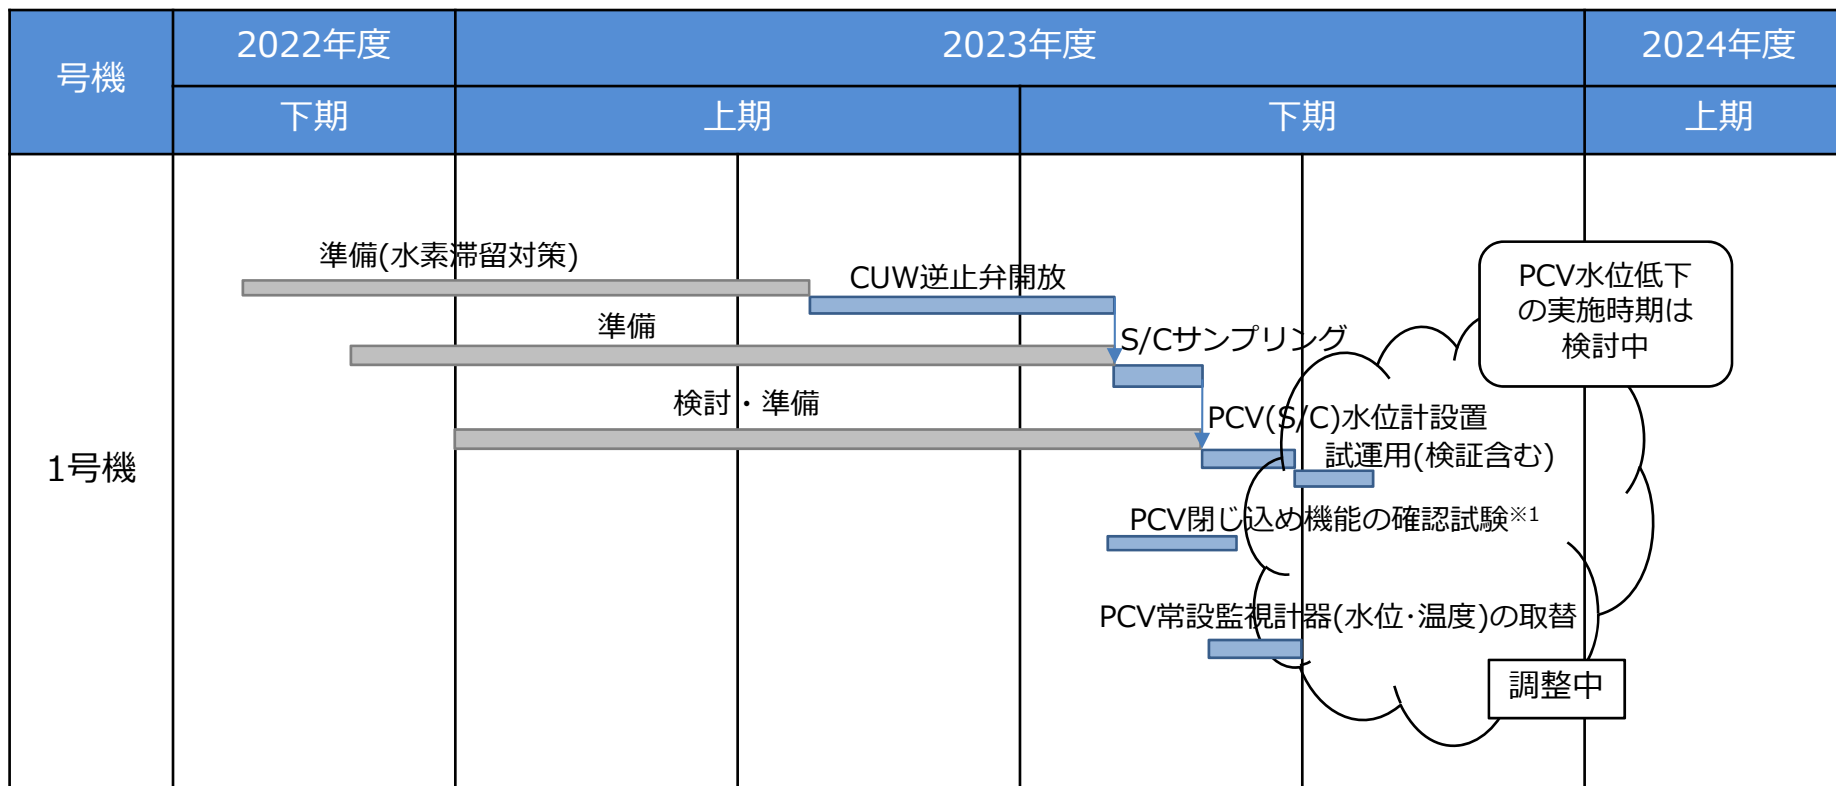 号機
2022年度
2023年度
2024年度
下期
上期
下期
上期
1号機
準備(水素滞留対策)
CUW逆止弁開放
準備
S/Cサンプリング
検討・準備
PCV(S/C)水位計設置
試運用(検証含む)
PCV閉じ込め機能の確認試験※1
PCV常設監視計器(水位･温度)の取替
PCV水位低下
の実施時期は
検討中
調整中